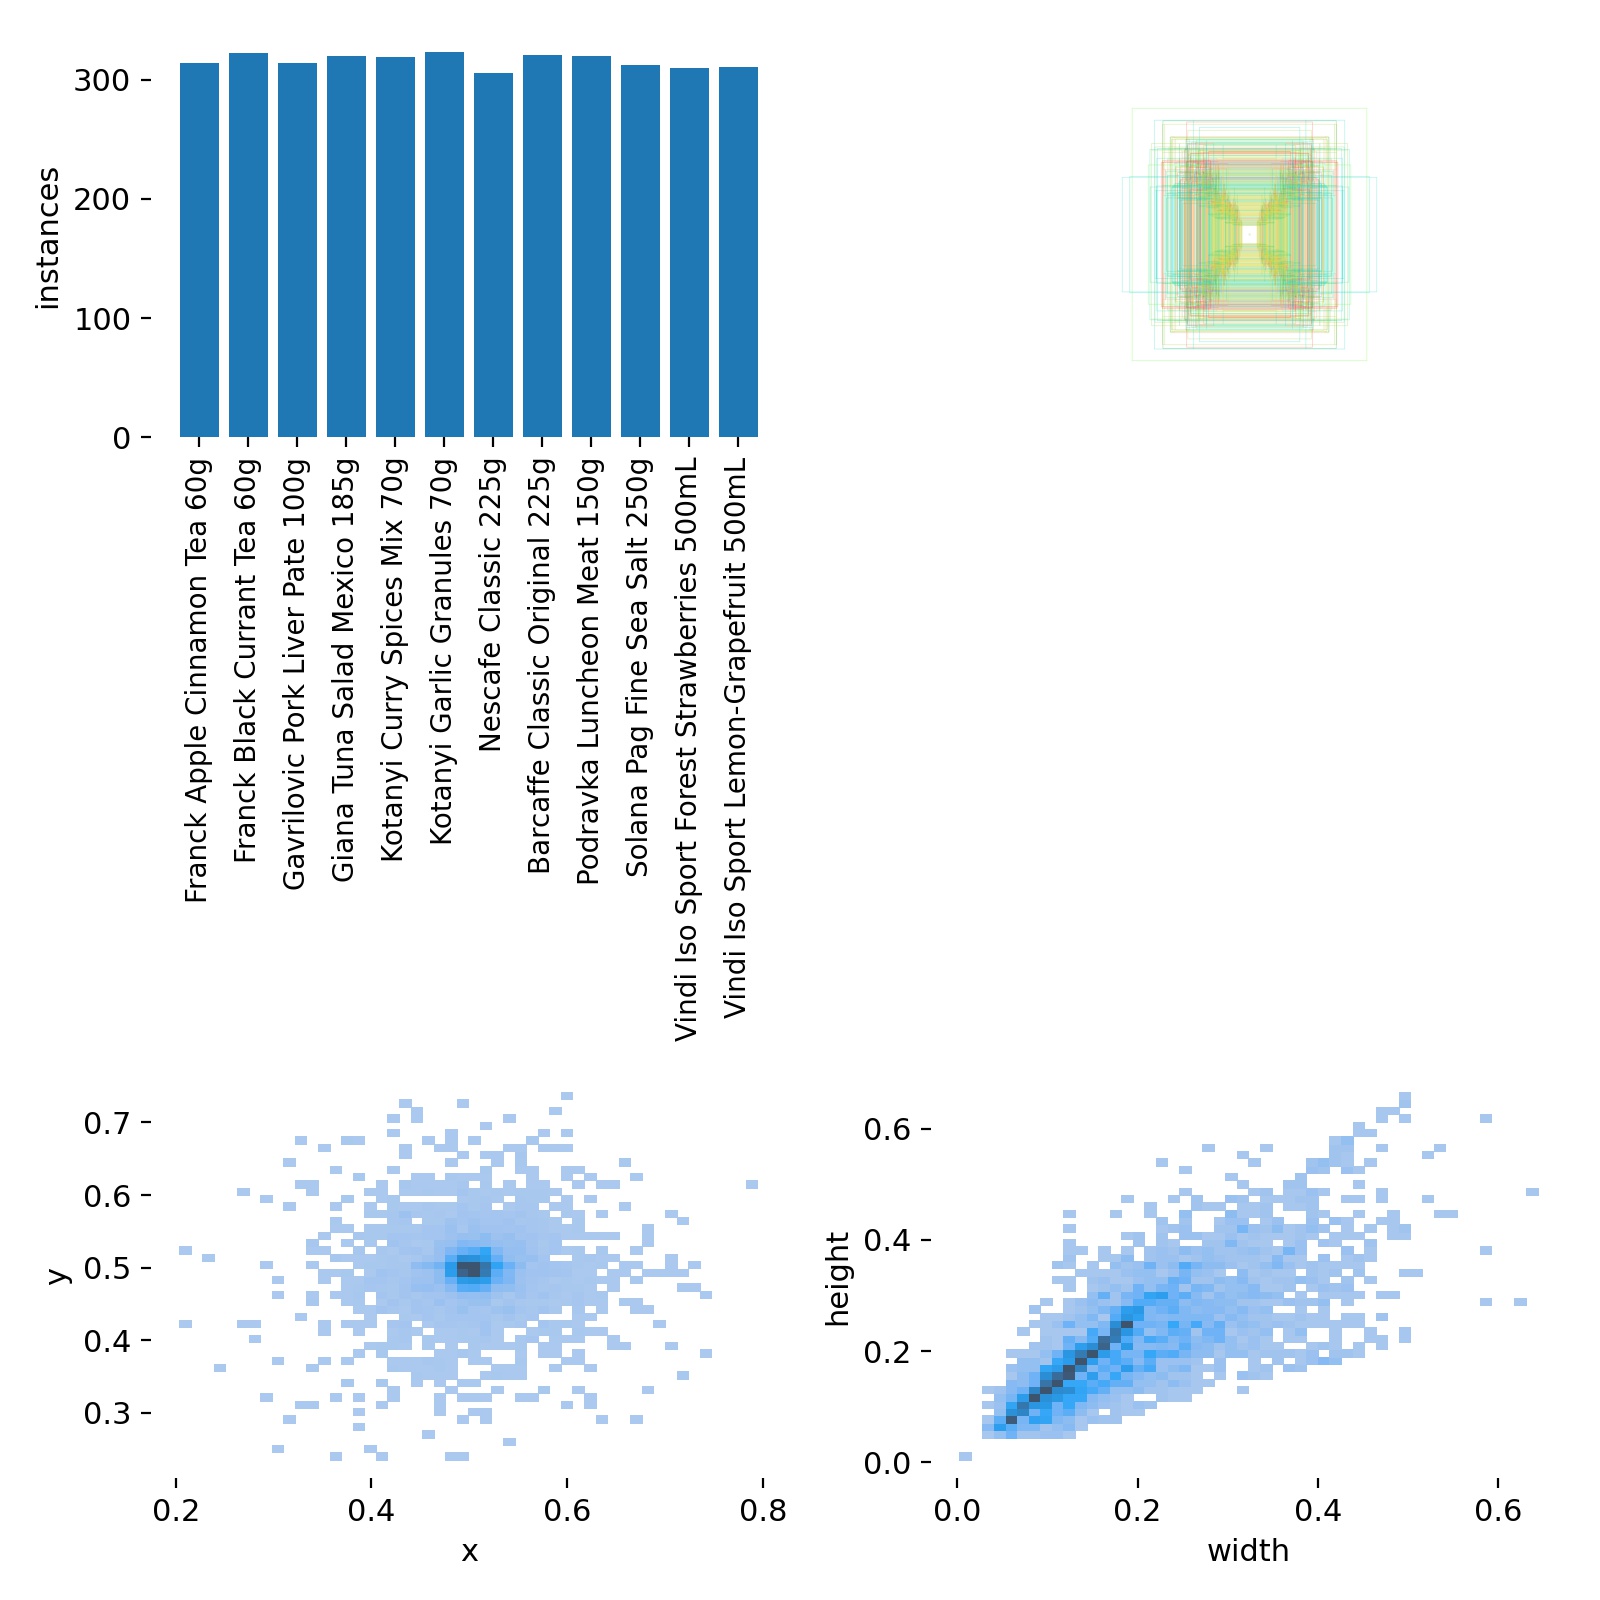 300
200
100
0
instances
Franck Apple Cinnamon Tea 60g
Franck Black Currant Tea 60g
Gavrilovic Pork Liver Pate 100g
Giana Tuna Salad Mexico 185g
Kotanyi Curry Spices Mix 70g
Kotanyi Garlic Granules 70g
Nescafe Classic 225g
Barcaffe Classic Original 225g
Podravka Luncheon Meat 150g
Solana Pag Fine Sea Salt 250g
Vindi Iso Sport Forest Strawberries 500mL
Vindi Iso Sport Lemon-Grapefruit 500mL
0.7
0.6
0.5
0.4
0.3
y
0.2 0.4 0.6 0.8
x
0.6
0.4
0.2
0.0
height
0.0 0.2 0.4 0.6
width